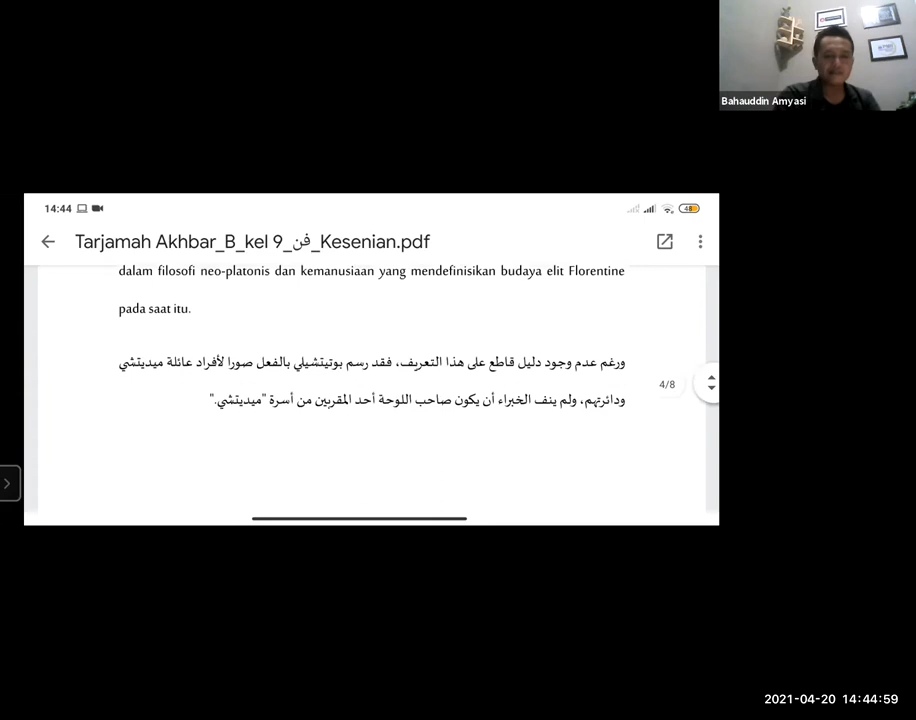 Bahauddin Amyasi
14:44
48
Tarjamah Akhbar_B_kel 9_فن_Kesenian.pdf
dalam filosofi neo-platonis dan kemanusiaan yang mendefinisikan budaya elit Florentine
pada saat itu.
ورغم عدم وجود دليل قاطع على هذا التعريف، فقد رسم بوتيتشيلي بالفعل صورا لأفراد عائلة ميديتشي
4/8
ودائرتهم، ولم ينف الخبراء أن يكون صاحب اللوحة أحد المقربين من أسرة "ميديتشي."
2021-04-20 14:44:59